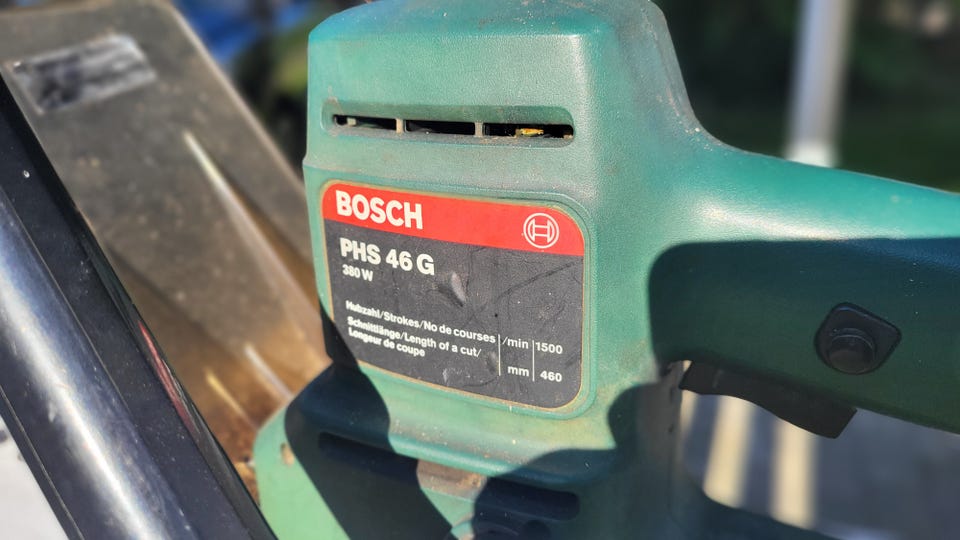 BOSCH
PHS 46 G
380 W
Hubzahl/Strokes/No de courses /min 1500
Schnittlänge/Length of a cut/
Longeur de coupe mm 460